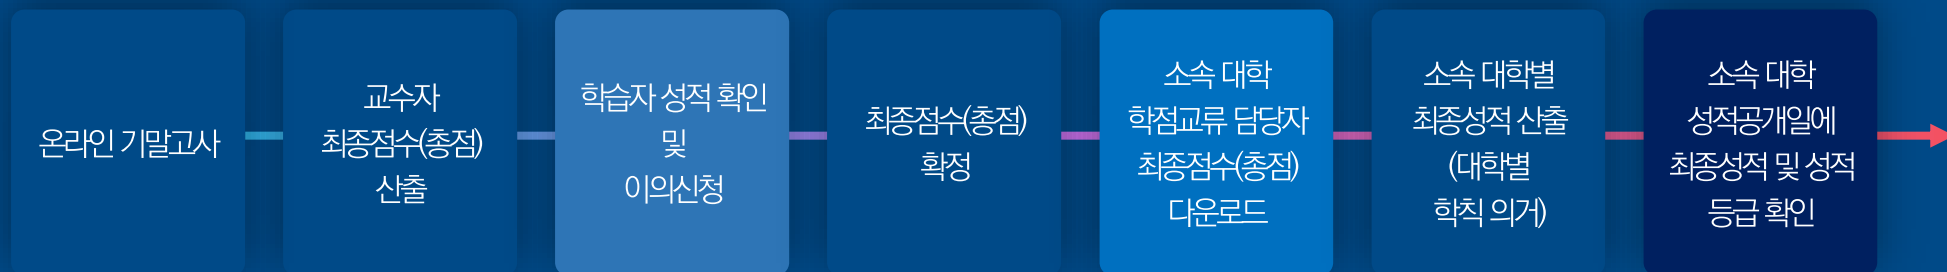 온라인 기말고사
교수자
최종점수(총점)
산출
학습자 성적 확인
및
이의신청
최종점수(총점)
확정
소속 대학
학점교류 담당자
최종점수(총점)
다운로드
소속 대학별
최종성적 산출
(대학별
학칙 의거)
소속 대학
성적공개일에
최종성적 및 성적
등급 확인